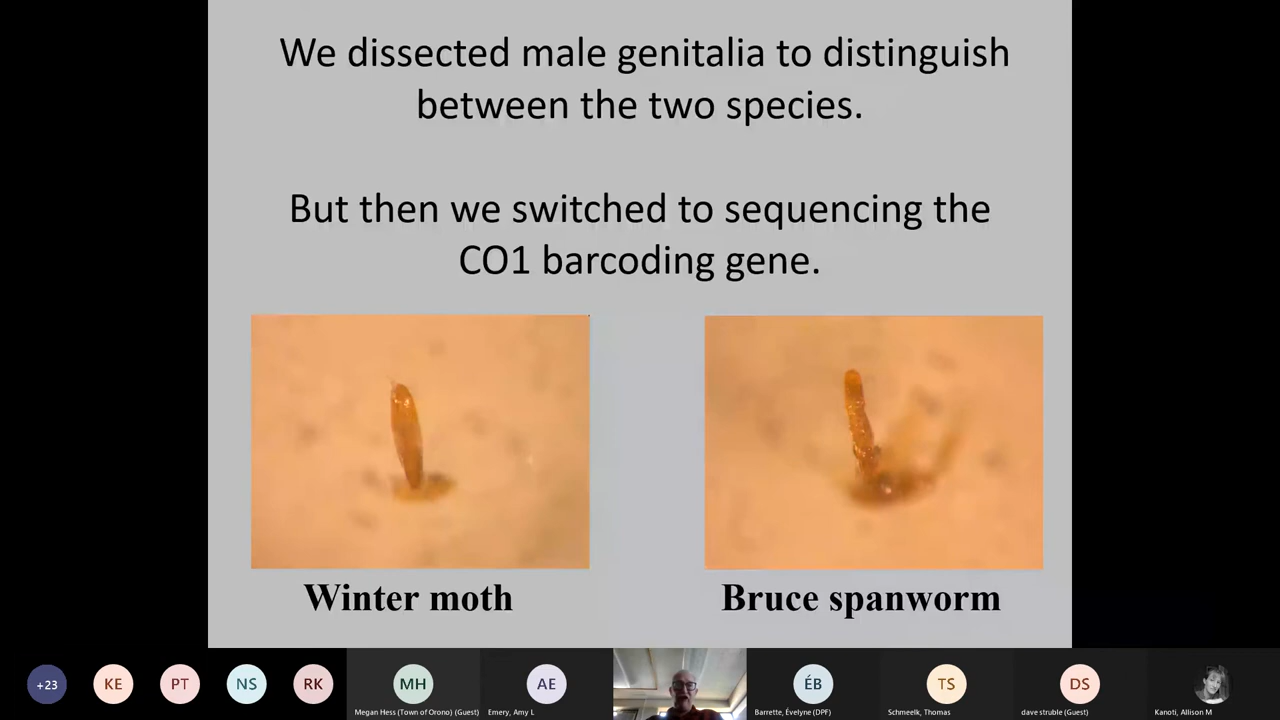 We dissected male genitalia to distinguish
between the two species.
But then we switched to sequencing the
CO1 barcoding gene.
Winter moth
Bruce spanworm
+23
KE
PT
NS
RK
MH
AE
ÉB
TS
DS
Megan Hess (Town of Orono) (Guest)
Emery, Amy L
Barrette, Évelyne (DPF)
Schmeelk, Thomas
dave struble (Guest)
Kanoti, Allison M